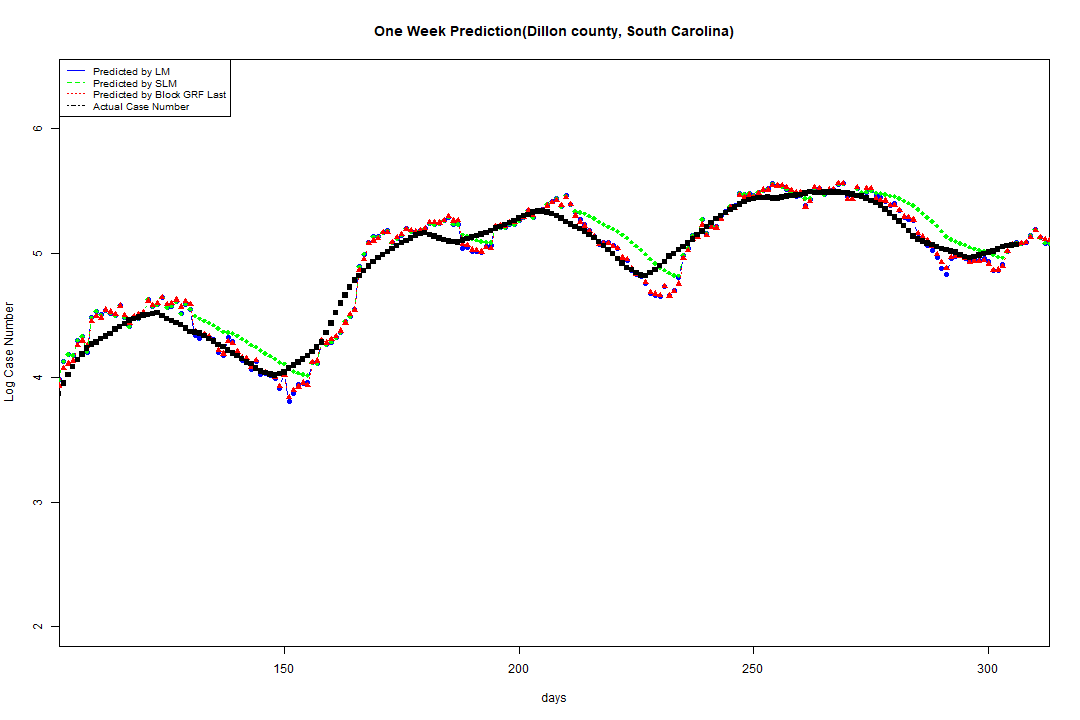 One Week Prediction(Dillon county, South Carolina)
Predicted by LM
Predicted by SLM
Predicted by Block GRF Last
Actual Case Number
6
5
4
3
2
Log Case Number
150 200 250 300
days